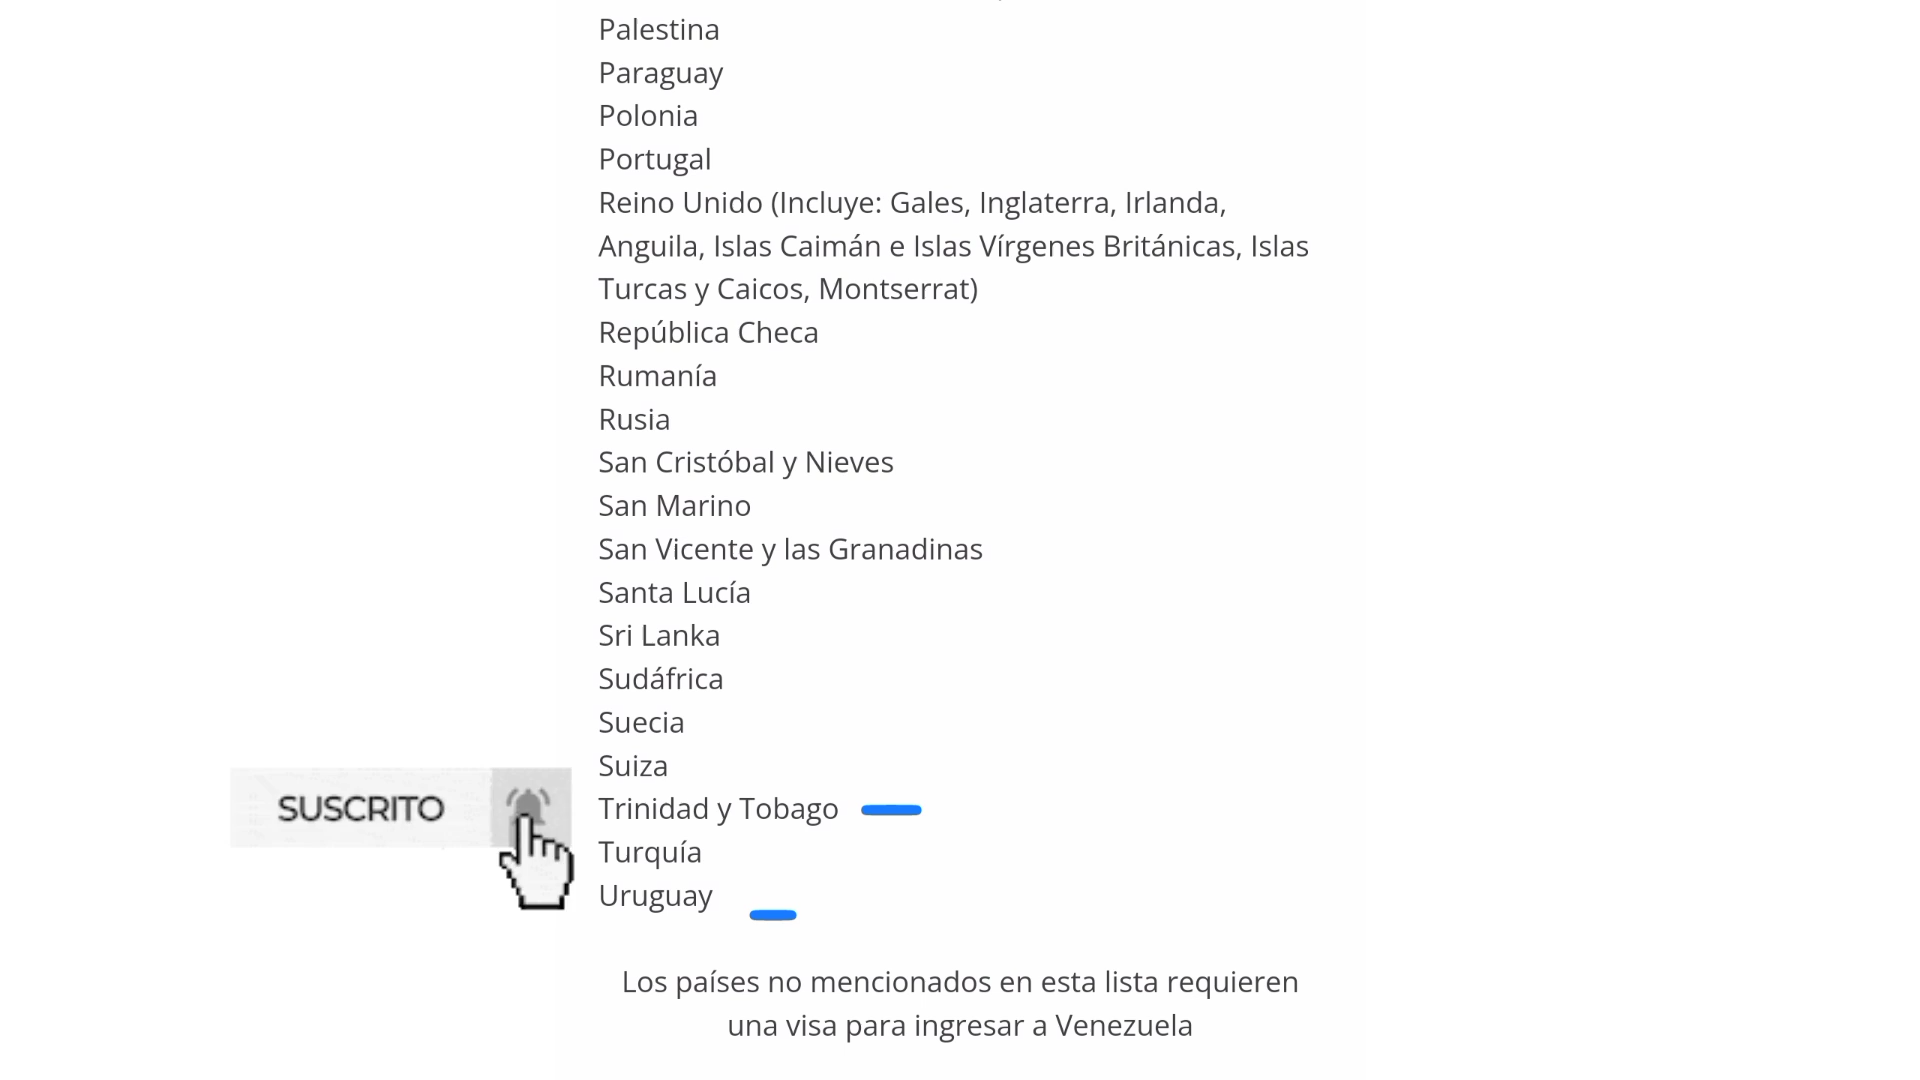 Palestina
Paraguay
Polonia
Portugal
Reino Unido (Incluye: Gales, Inglaterra, Irlanda,
Anguila, Islas Caimán e Islas Vírgenes Británicas, Islas
Turcas y Caicos, Montserrat)
República Checa
Rumanía
Rusia
San Cristóbal y Nieves
San Marino
San Vicente y las Granadinas
Santa Lucía
Sri Lanka
Sudáfrica
Suecia
Suiza
SUSCRITO
Trinidad y Tobago
Turquía
Uruguay
Los países no mencionados en esta lista requieren
una visa para ingresar a Venezuela